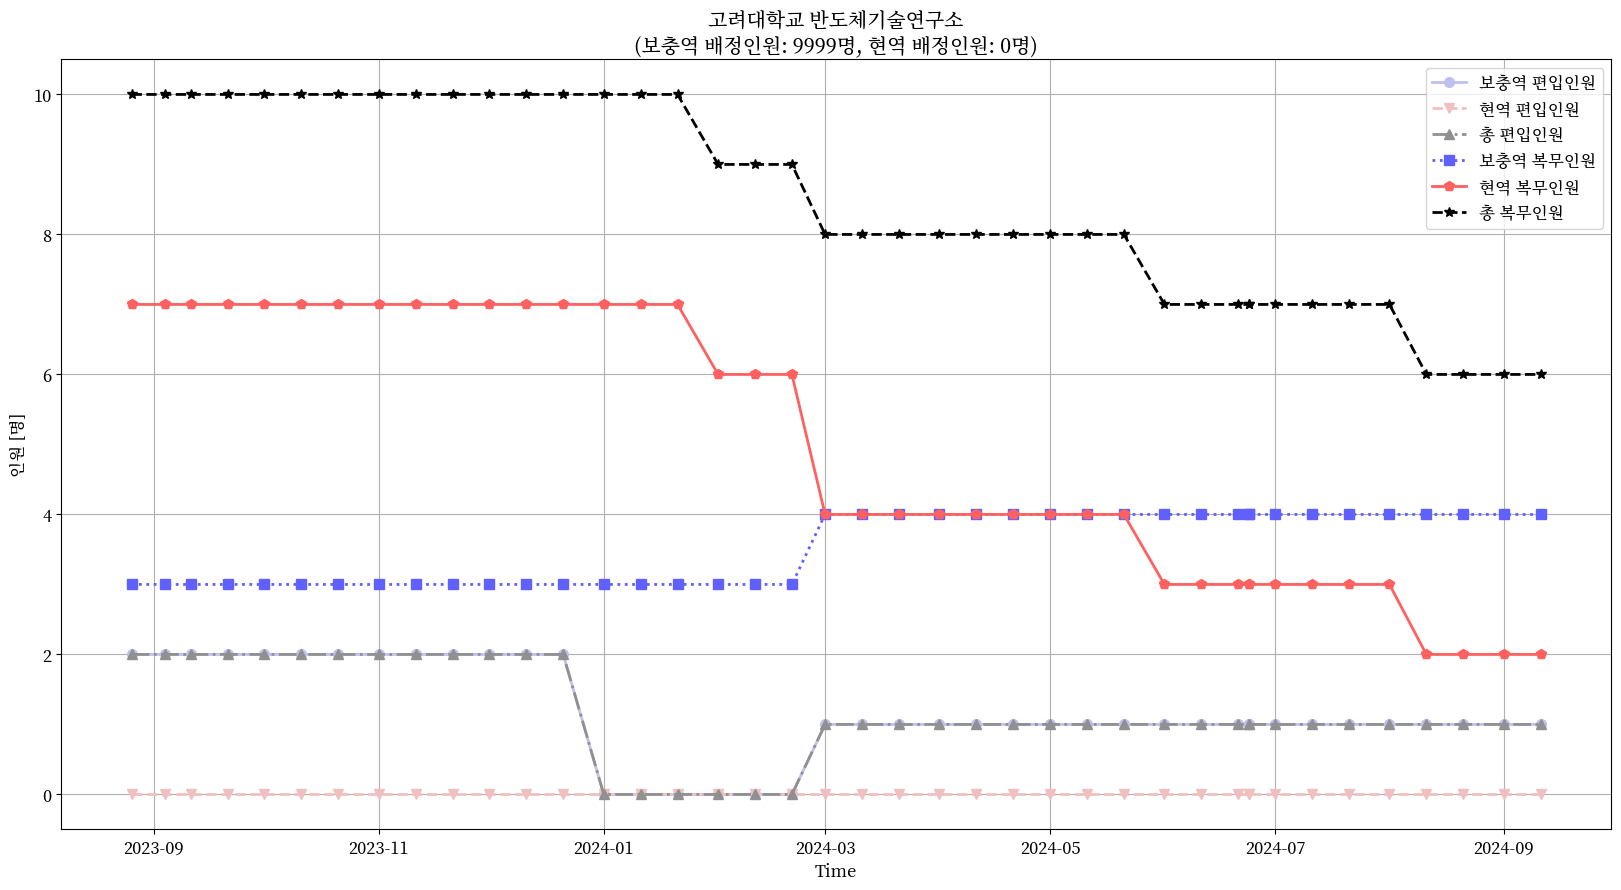 고려대학교 반도체기술연구소
(보충역 배정인원: 9999명, 현역 배정인원: 0명)
보충역 편입인원
현역 편입인원
총 편입인원
보충역 복무인원
현역 복무인원
총 복무인원
10
8
6
4
2
0
인원 [명]
2023-09
2023-11
2024-01
2024-03
2024-05
2024-07
2024-09
Time